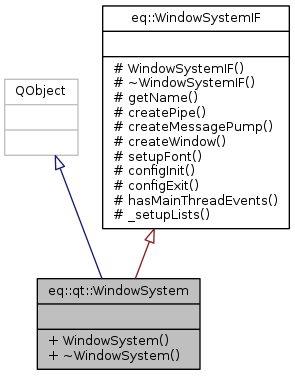 eq::WindowSystemIF
# WindowSystemIF()
# ~WindowSystemIF()
# getName()
# createPipe()
# createMessagePump()
# createWindow()
# setupFont()
# configInit()
# configExit()
# hasMainThreadEvents()
# _setupLists()
QObject
eq::qt::WindowSystem
+ WindowSystem()
+ ~WindowSystem()